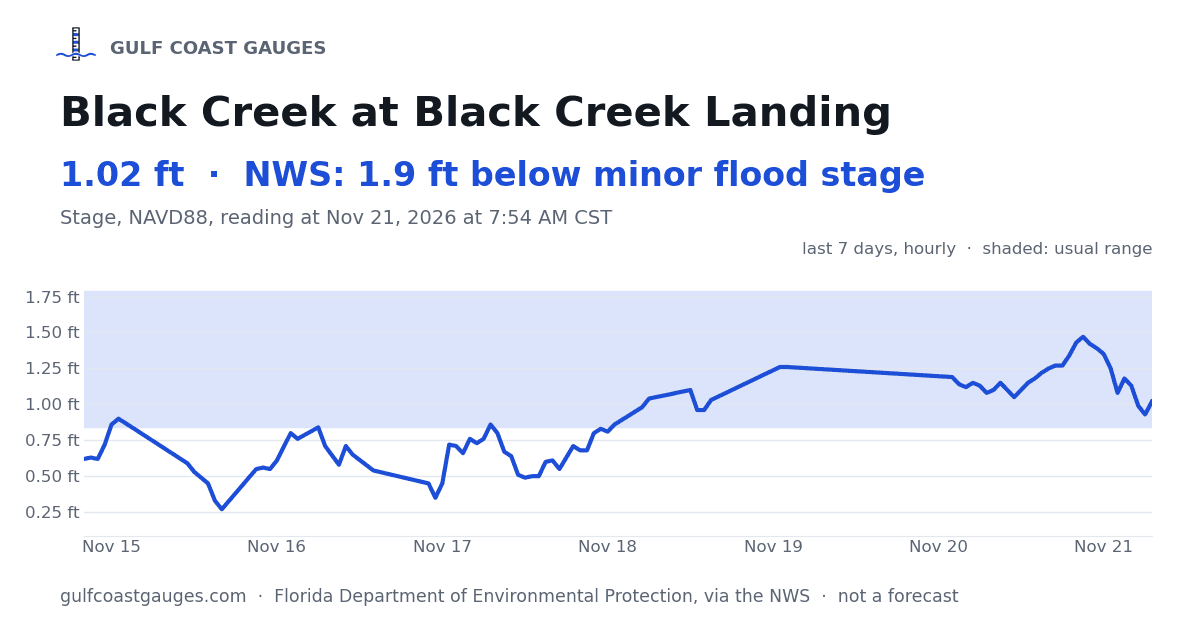 GULF COAST GAUGES
Black Creek at Black Creek Landing
1.02 ft · NWS: 1.9 ft below minor flood stage
Stage, NAVD88, reading at Nov 21, 2026 at 7:54 AM CST
last 7 days, hourly · shaded: usual range
1.75 ft
1.50 ft
1.25 ft
1.00 ft
0.75 ft
0.50 ft
0.25 ft
Nov 15 Nov 16 Nov 17 Nov 18 Nov 19 Nov 20 Nov 21
gulfcoastgauges.com · Florida Department of Environmental Protection, via the NWS · not a forecast